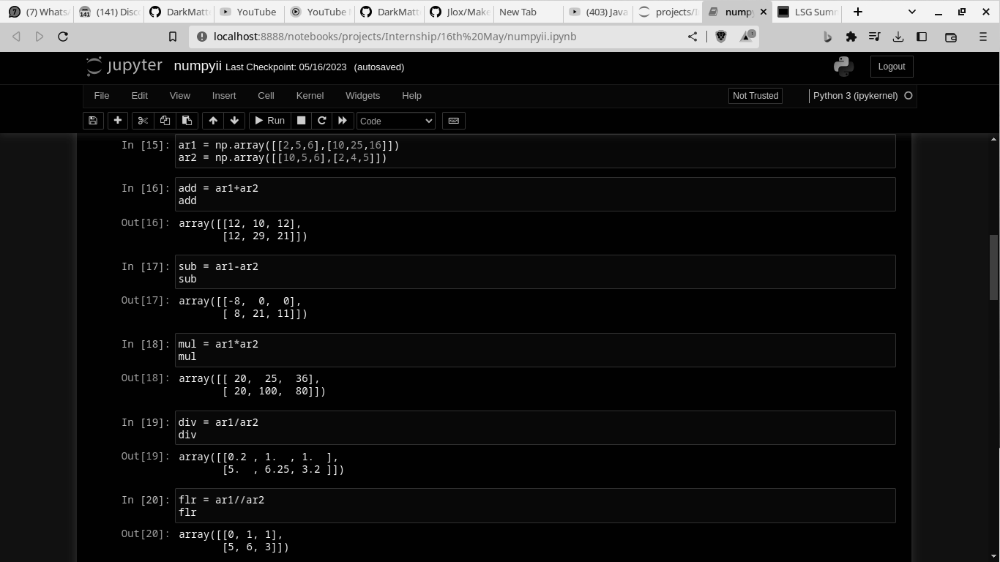 (7) Whats
(141) Disc
DarkMatt
YouTube
YouTube
DarkMatt
Jlox/Make
New Tab
(403) Java
projects/I
numpy
LSG Sum
localhost:8888/notebooks/projects/Internship/16th%20May/numpyii.ipynb
jupyter numpyii Last Checkpoint: 05/16/2023 (autosaved)
Logout
File Edit View Insert Cell Kernel Widgets Help
Not Trusted
Python 3 (ipykernel)
Run
Code
In [15]: ar1 = np.array([[2,5,6],[10,25,16]])
ar2 = np.array([[10,5,6],[2,4,5]])
In [16]: add = ar1+ar2
add
Out[16]: array([[12, 10, 12],
[12, 29, 21]])
In [17]: sub = ar1-ar2
sub
Out[17]: array([[-8,  0,  0],
[ 8, 21, 11]])
In [18]: mul = ar1*ar2
mul
Out[18]: array([[ 20,  25,  36],
[ 20, 100,  80]])
In [19]: div = ar1/ar2
div
Out[19]: array([[0.2 , 1.  , 1.  ],
[5.  , 6.25, 3.2 ]])
In [20]: flr = ar1//ar2
flr
Out[20]: array([[0, 1, 1],
[5, 6, 3]])